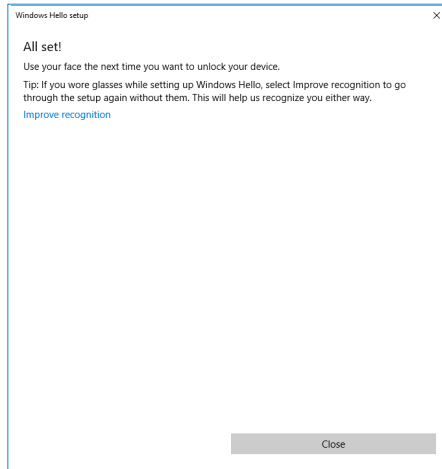 Windows Hello setup
All set!
Use your face the next time you want to unlock your device.
Tip: If you wore glasses while setting up Windows Hello, select Improve recognition to go
through the setup again without them. This will help us recognize you either way.
Improve recognition
Close